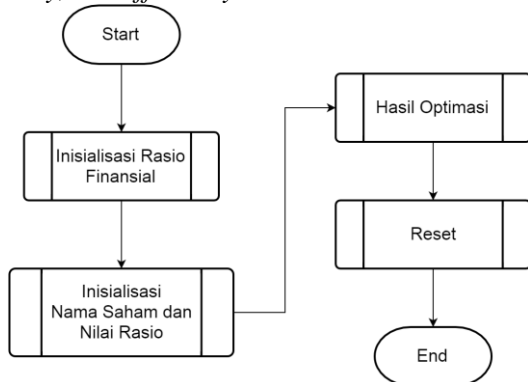 Start
Inisialisasi Rasio
Finansial
Inisialisasi
Nama Saham dan
Nilai Rasio
Hasil Optimasi
Reset
End